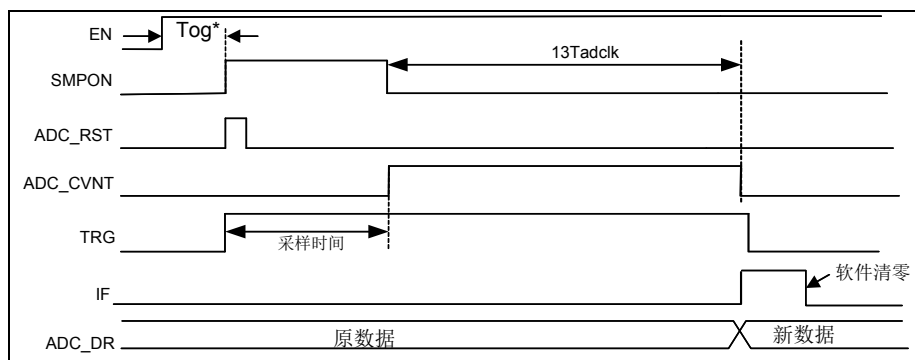 EN
Tog*
SMPON
13Tadclk
ADC_RST
ADC_CVNT
TRG
采样时间
IF
软件清零
ADC_DR
原数据
新数据